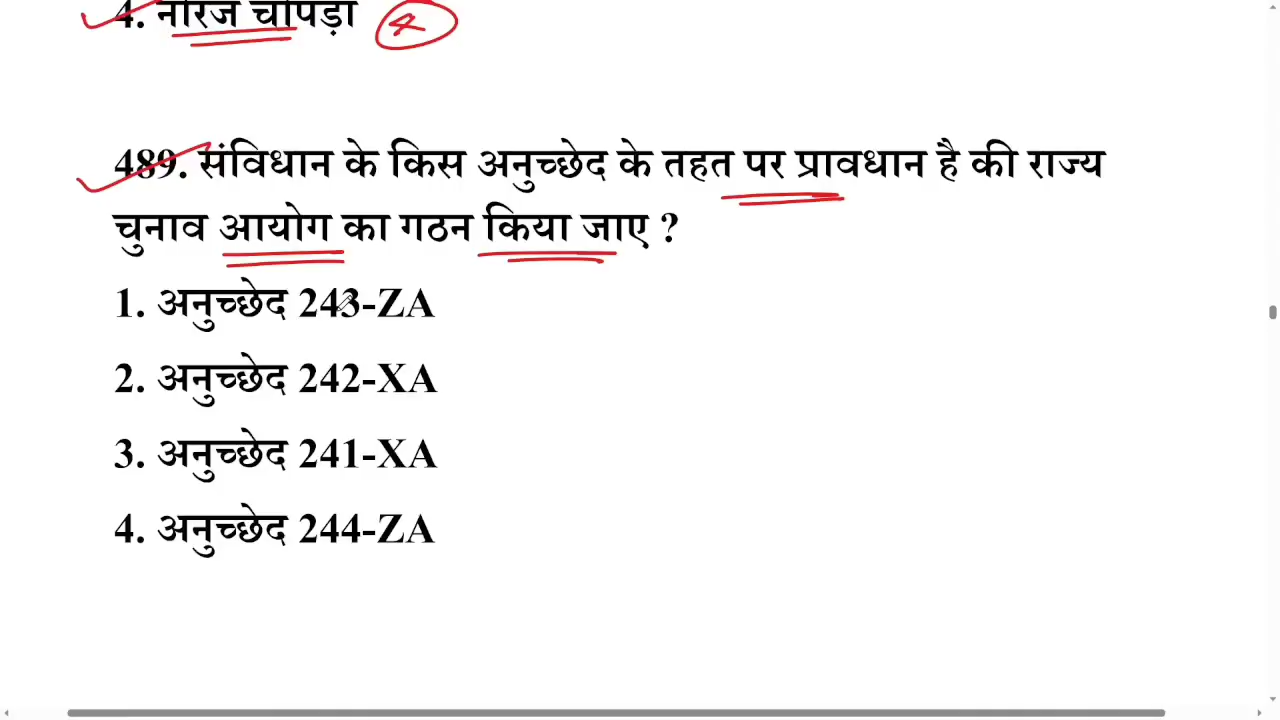 4. नीरज चोपड़ा 4
489. संविधान के किस अनुच्छेद के तहत पर प्रावधान है की राज्य
चुनाव आयोग का गठन किया जाए ?
1. अनुच्छेद 243-ZA
2. अनुच्छेद 242-XA
3. अनुच्छेद 241-XA
4. अनुच्छेद 244-ZA